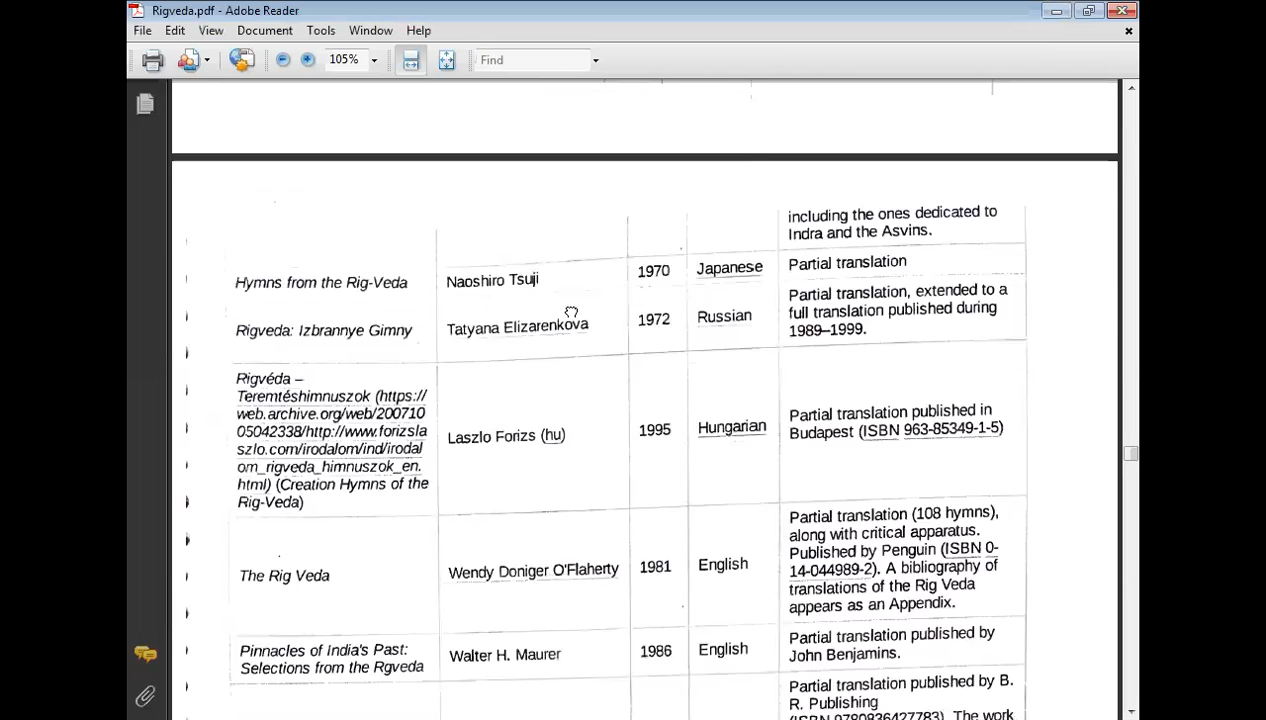 Rigveda.pdf - Adobe Reader
File Edit View Document Tools Window Help
105% Find
including the ones dedicated to
Indra and the Asvins.
Hymns from the Rig-Veda Naoshiro Tsuji 1970 Japanese Partial translation
Rigveda: Izbrannye Gimny Tatyana Elizarenkova 1972 Russian Partial translation, extended to a
full translation published during
1989–1999.
Rigvéda –
Teremtéshimnuszok (https://
web.archive.org/web/200710
05042338/http://www.forizsla
szlo.com/irodalom/ind/irodal
om_rigveda_himnuszok_en.
html) (Creation Hymns of the
Rig-Veda)
Laszlo Forizs (hu) 1995 Hungarian Partial translation published in
Budapest (ISBN 963-85349-1-5)
The Rig Veda Wendy Doniger O'Flaherty 1981 English Partial translation (108 hymns),
along with critical apparatus.
Published by Penguin (ISBN 0-
14-044989-2). A bibliography of
translations of the Rig Veda
appears as an Appendix.
Pinnacles of India's Past:
Selections from the Rgveda
Walter H. Maurer 1986 English Partial translation published by
John Benjamins.
Partial translation published by B.
R. Publishing
(ISBN 9780836427783). The work